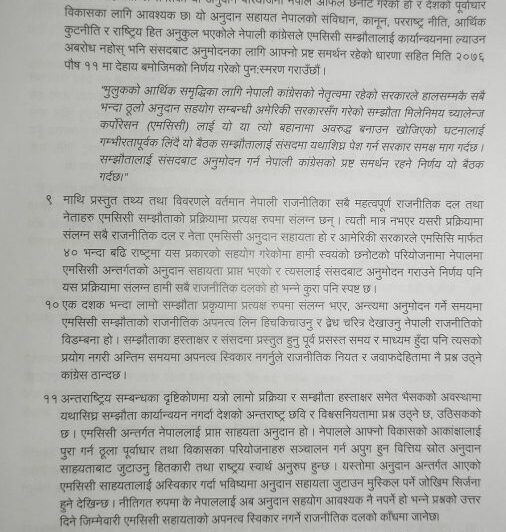 परियोजना नेपाल आफैले छनौट गरेको हो र देशको पूर्वाधार
विकासका लागि आवश्यक छ। यो अनुदान सहायत नेपालको संविधान, कानून, परराष्ट्र नीति, आर्थिक
कुटनीति र राष्ट्रिय हित अनुकुल भएकोले नेपाली कांग्रेसले एमसिसी सम्झौतालाई कार्यान्वयनमा ल्याउन
अबरोध नहोस् भनि संसदबाट अनुमोदनका लागि आफ्नो प्रष्ट समर्थन रहेको धारणा सहित मिति २०७६
पौष ११ मा देहाय बमोजिमको निर्णय गरेको पुन:स्मरण गराउँछौं।
"मुलुकको आर्थिक समृद्धिका लागि नेपाली कांग्रेसको नेतृत्वमा रहेको सरकारले हालसम्मकै सबै
भन्दा ठूलो अनुदान सहयोग सम्बन्धी अमेरिकी सरकारसँग गरेको सम्झौता मिलेनियम च्यालेन्ज
कर्पोरेसन (एमसिसी) लाई यो या त्यो बहानामा अवरुद्ध बनाउन खोजिएको घटनालाई
गम्भीरतापूर्वक लिंदै यो बैठक सम्झौतालाई संसदमा यथाशिघ्र पेश गर्न सरकार समक्ष माग गर्दछ।
सम्झौतालाई संसदबाट अनुमोदन गर्न नेपाली कांग्रेसको प्रष्ट समर्थन रहने निर्णय यो बैठक
गर्दछ।"
९ माथि प्रस्तुत तथ्य तथा विवरणले वर्तमान नेपाली राजनीतिका सबै महत्वपूर्ण राजनीतिक दल तथा
नेताहरु एमसिसी सम्झौताको प्रक्रियामा प्रत्यक्ष रुपमा संलग्न छन्। त्यती मात्र नभएर यसरी प्रक्रियामा
संलग्न सबै राजनीतिक दल र नेता एमसिसी अनुदान सहायता हो र आमेरिकी सरकारले एमसिसि मार्फत
४० भन्दा बढि राष्ट्रमा यस प्रकारको सहयोग गरेकोमा हामी स्वयंको छनोटको परियोजनामा नेपालमा
एमसिसी अन्तर्गतको अनुदान सहायता प्राप्त भएको र त्यसलाई संसदबाट अनुमोदन गराउने निर्णय पनि
यस प्रक्रियामा संलग्न हामी सबै राजनीतिक दलको हो भन्ने कुरा पनि स्पष्ट छ।
१० एक दशक भन्दा लामो सम्झौता प्रकृयामा प्रत्यक्ष रुपमा संलग्न भएर, अन्त्यमा अनुमोदन गर्ने समयमा
एमसिसी सम्झौताको राजनीतिक अपनत्व लिन हिचकिचाउनु र द्वेध चरित्र देखाउनु नेपाली राजनीतिको
विडम्बना हो। सम्झौताका हस्ताक्षर र संसदमा प्रस्तुत हुनु पूर्व प्रसस्त समय र माध्यम हुँदा पनि त्यसको
प्रयोग नगरी अन्तिम समयमा अपनत्व स्विकार नगर्नुले राजनीतिक नियत र जवाफदेहितामा नै प्रश्न उठ्ने
कांग्रेस ठान्दछ।
११ अन्तराष्ट्रिय सम्बन्धका दृष्टिकोणमा यत्रो लामो प्रक्रिया र सम्झौता हस्ताक्षर समेत भैसकको अवस्थामा
यथासिघ्र सम्झौता कार्यान्वयन नगर्दा देशको अन्तराष्ट्र छवि र विश्वसनियतामा प्रश्न उठ्ने छ, उठिसकको
छ। एमसिसी अन्तर्गत नेपाललाई प्राप्त साहयता अनुदान हो। नेपालले आफ्नो विकासको आकांक्षालाई
पुरा गर्न ठूला पूर्वाधार तथा विकासका परियोजनाहरु सञ्चालन गर्न अपुग हुन वित्तिय स्रोत अनुदान
साहयताबाट जुटाउनु हितकारी तथा राष्ट्रय स्वार्थ अनुरुप हुन्छ। यस्तोमा अनुदान अन्तर्गत आएको
एमसिसी साहयतालाई अस्विकार गर्दा भविष्यमा अनुदान सहायता जुटाउन मुस्किल पर्ने जोखिम सिर्जना
हुने देखिन्छ। नीतिगत रुपमा कै नेपाललाई अब अनुदान सहयोग आवश्यक नै नपर्ने हो भन्ने प्रश्नको उत्तर
दिने जिम्मेवारी एमसिसी सहायताको अपनत्व स्विकार नगर्ने राजनीतिक दलको काँधमा जानेछ।